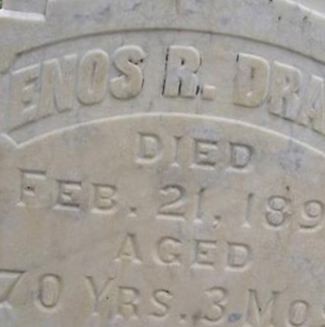 ENOS R. DRA
DIED
FEB. 21, 189
AGED
70 YRS. 3 MO